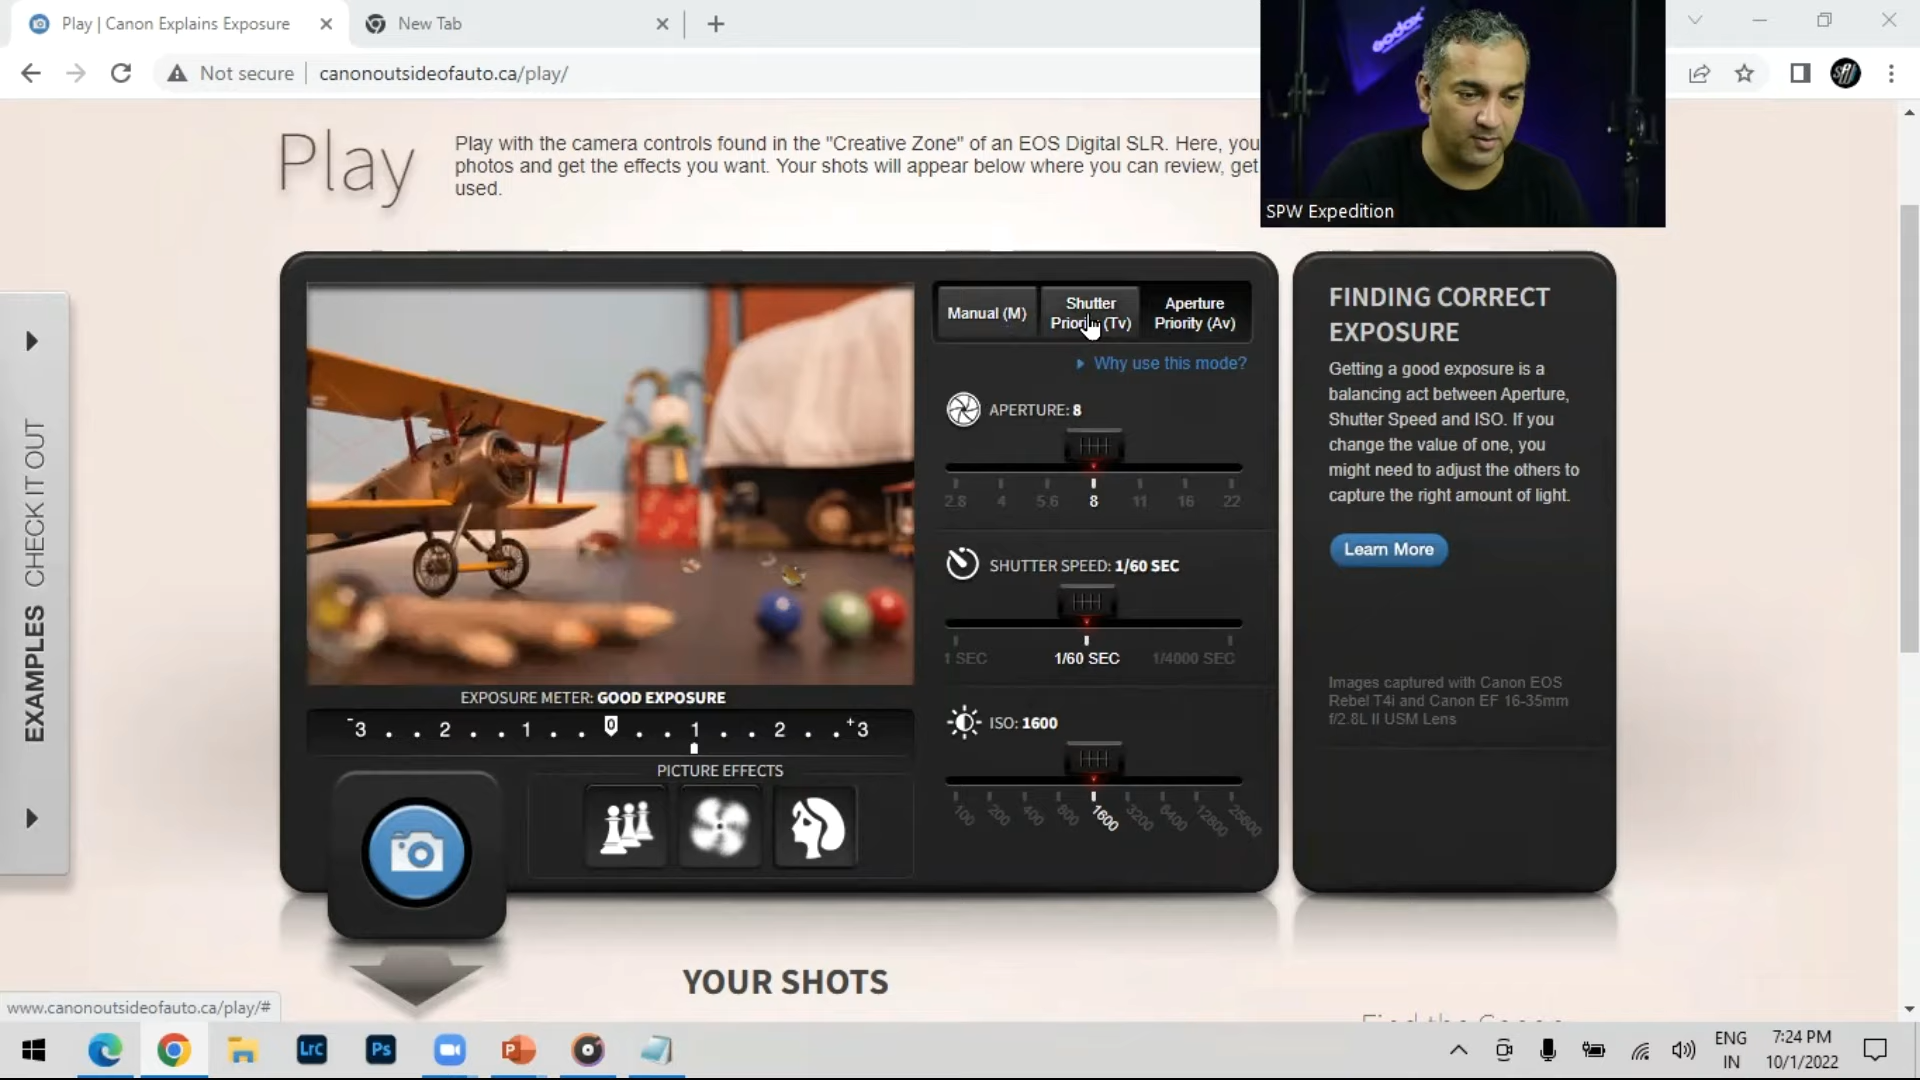 Play | Canon Explains Exposure
New Tab
Not secure
canonoutsideofauto.ca/play/
GODOX
SPW Expedition
Play
Play with the camera controls found in the "Creative Zone" of an EOS Digital SLR. Here, you
photos and get the effects you want. Your shots will appear below where you can review, get
used.
EXAMPLES CHECK IT OUT
Manual (M)
Shutter
Priority (Tv)
Aperture
Priority (Av)
Why use this mode?
APERTURE: 8
2.8 4 5.6 8 11 16 22
SHUTTER SPEED: 1/60 SEC
1 SEC 1/60 SEC 1/4000 SEC
ISO: 1600
100 200 400 800 1600 3200 6400 12800 25600
EXPOSURE METER: GOOD EXPOSURE
-3 . . 2 . . 1 . . 0 . . 1 . . 2 . . +3
PICTURE EFFECTS
FINDING CORRECT
EXPOSURE
Getting a good exposure is a
balancing act between Aperture,
Shutter Speed and ISO. If you
change the value of one, you
might need to adjust the others to
capture the right amount of light.
Learn More
Images captured with Canon EOS
Rebel T4i and Canon EF 16-35mm
f/2.8L II USM Lens
YOUR SHOTS
www.canonoutsideofauto.ca/play/#
LrC
Ps
P
ENG
IN
7:24 PM
10/1/2022